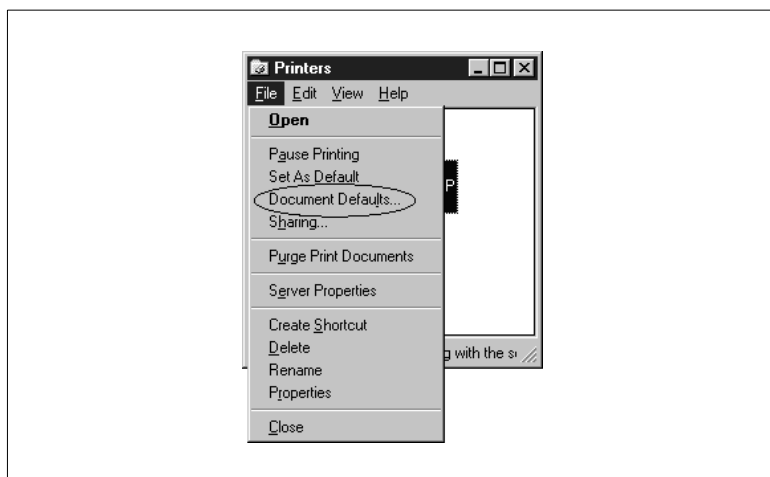 Printers
File Edit View Help
Open
Pause Printing
Set As Default
P
Document Defaults...
Sharing...
Purge Print Documents
Server Properties
Create Shortcut
Delete
with the
Rename
Properties
Close